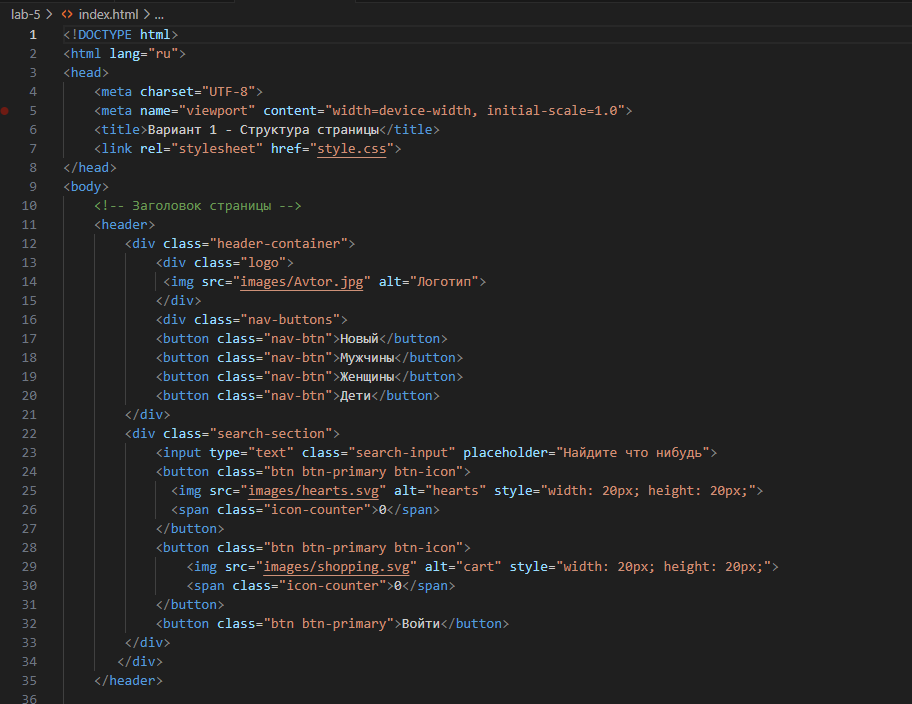 lab-5 > <> index.html > ...
1 <!DOCTYPE html>
2 <html lang="ru">
3 <head>
4 <meta charset="UTF-8">
5 <meta name="viewport" content="width=device-width, initial-scale=1.0">
6 <title>Вариант 1 - Структура страницы</title>
7 <link rel="stylesheet" href="style.css">
8 </head>
9 <body>
10 <!-- Заголовок страницы -->
11 <header>
12 <div class="header-container">
13 <div class="logo">
14 <img src="images/Avtor.jpg" alt="Логотип">
15 </div>
16 <div class="nav-buttons">
17 <button class="nav-btn">Новый</button>
18 <button class="nav-btn">Мужчины</button>
19 <button class="nav-btn">Женщины</button>
20 <button class="nav-btn">Дети</button>
21 </div>
22 <div class="search-section">
23 <input type="text" class="search-input" placeholder="Найдите что нибудь">
24 <button class="btn btn-primary btn-icon">
25 <img src="images/hearts.svg" alt="hearts" style="width: 20px; height: 20px;">
26 <span class="icon-counter">0</span>
27 </button>
28 <button class="btn btn-primary btn-icon">
29 <img src="images/shopping.svg" alt="cart" style="width: 20px; height: 20px;">
30 <span class="icon-counter">0</span>
31 </button>
32 <button class="btn btn-primary">Войти</button>
33 </div>
34 </div>
35 </header>
36